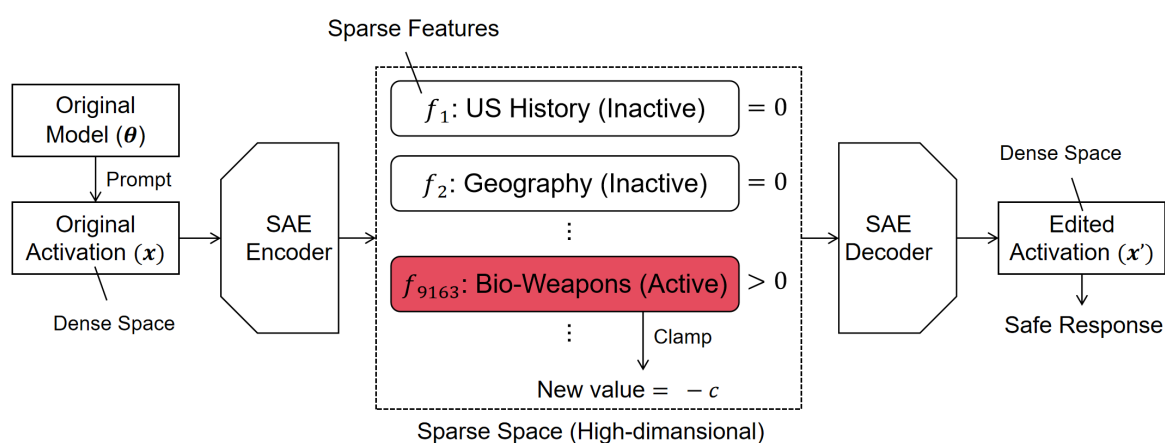 Sparse Features
Original
Model (θ)
Prompt
Original
Activation (x)
Dense Space
SAE
Encoder
f₁: US History (Inactive) = 0
f₂: Geography (Inactive) = 0
⋮
f₉₁₆₃: Bio-Weapons (Active) > 0
⋮
Clamp
New value = − c
Sparse Space (High-dimansional)
SAE
Decoder
Dense Space
Edited
Activation (x’)
Safe Response